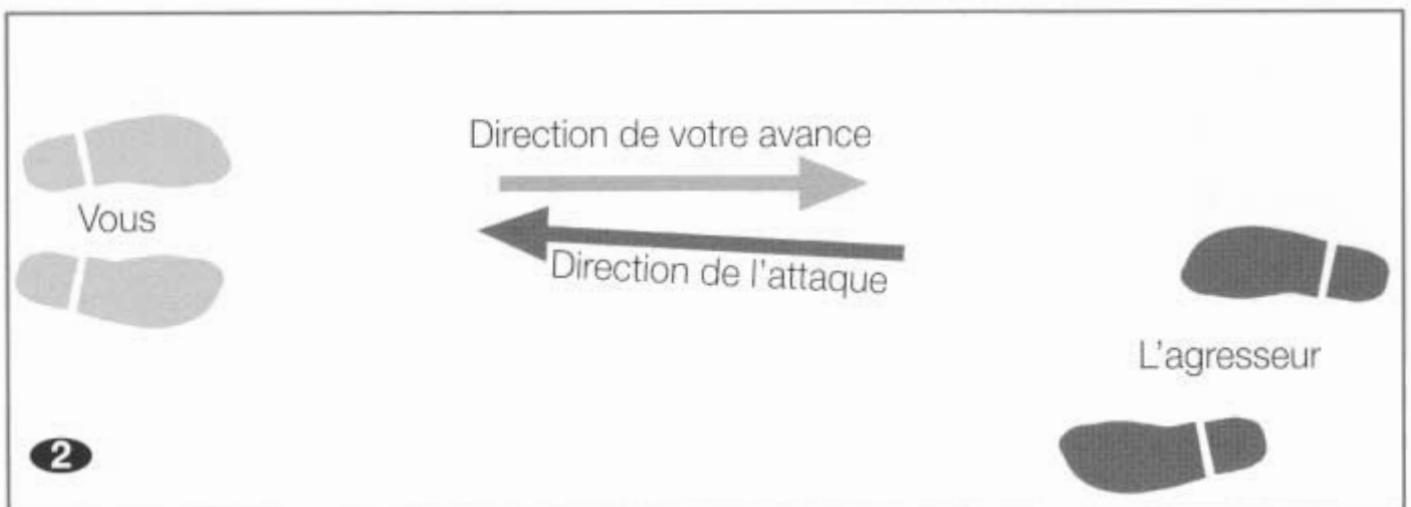 Direction de votre avance
Vous
Direction de l'attaque
L'agresseur
2